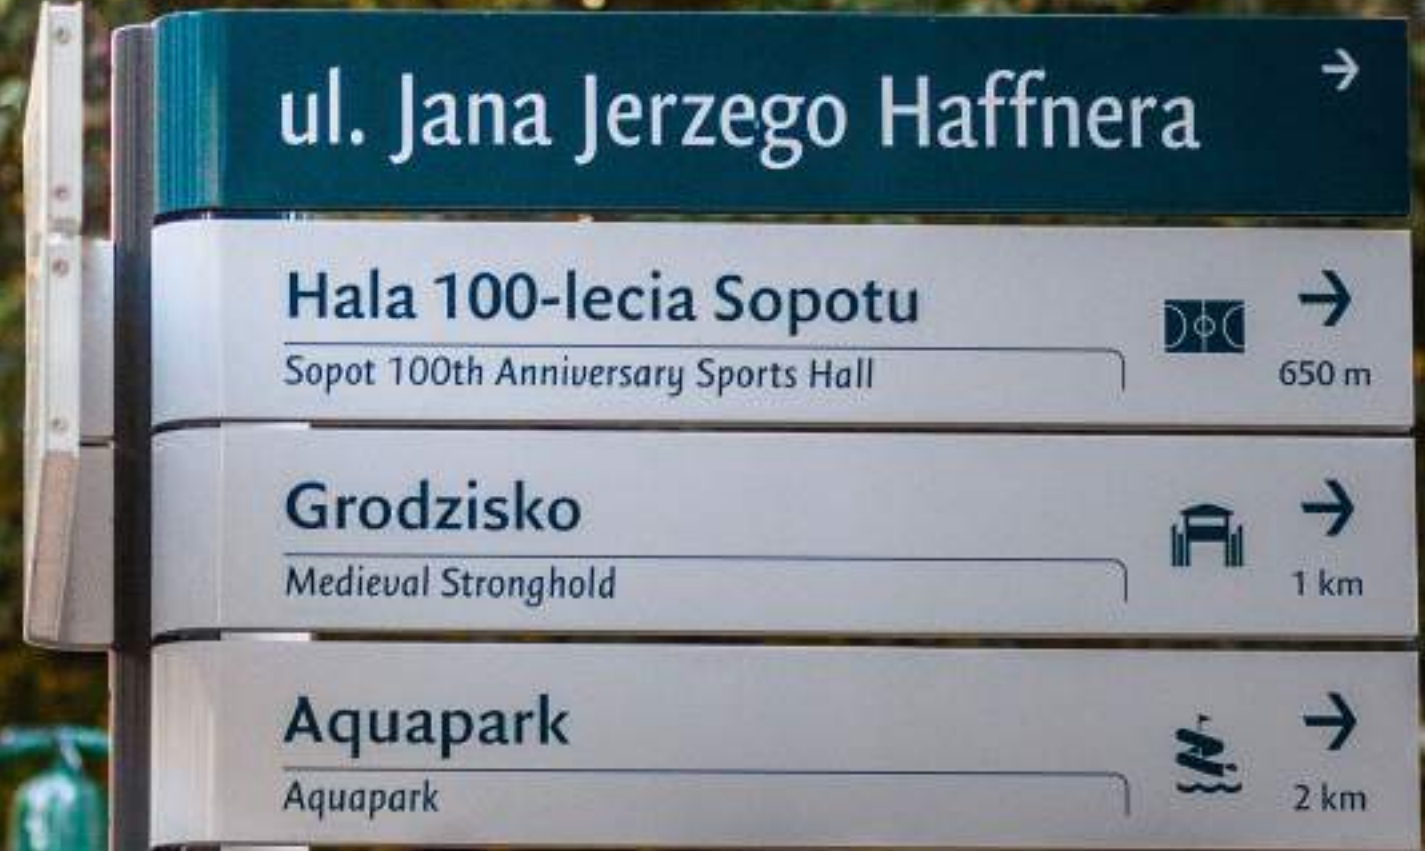 ul. Jana Jerzego Haffnera →
Hala 100-lecia Sopotu →
Sopot 100th Anniversary Sports Hall 650 m
Grodzisko →
Medieval Stronghold 1 km
Aquapark →
Aquapark 2 km